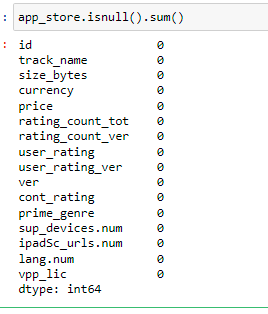 : app_store.isnull().sum()
: id 0
track_name 0
size_bytes 0
currency 0
price 0
rating_count_tot 0
rating_count_ver 0
user_rating 0
user_rating_ver 0
ver 0
cont_rating 0
prime_genre 0
sup_devices.num 0
ipadSc_urls.num 0
lang.num 0
vpp_lic 0
dtype: int64